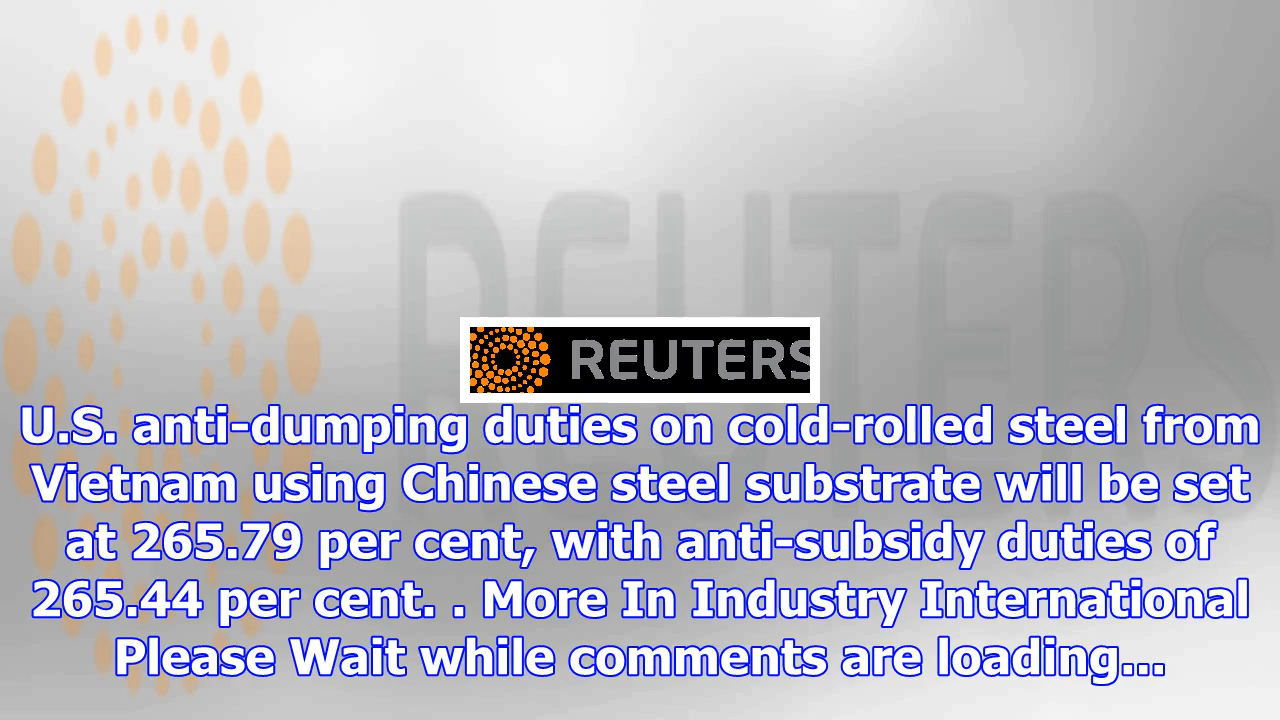 REUTERS
REUTERS
U.S. anti-dumping duties on cold-rolled steel from
Vietnam using Chinese steel substrate will be set
at 265.79 per cent, with anti-subsidy duties of
265.44 per cent. . More In Industry International
Please Wait while comments are loading...